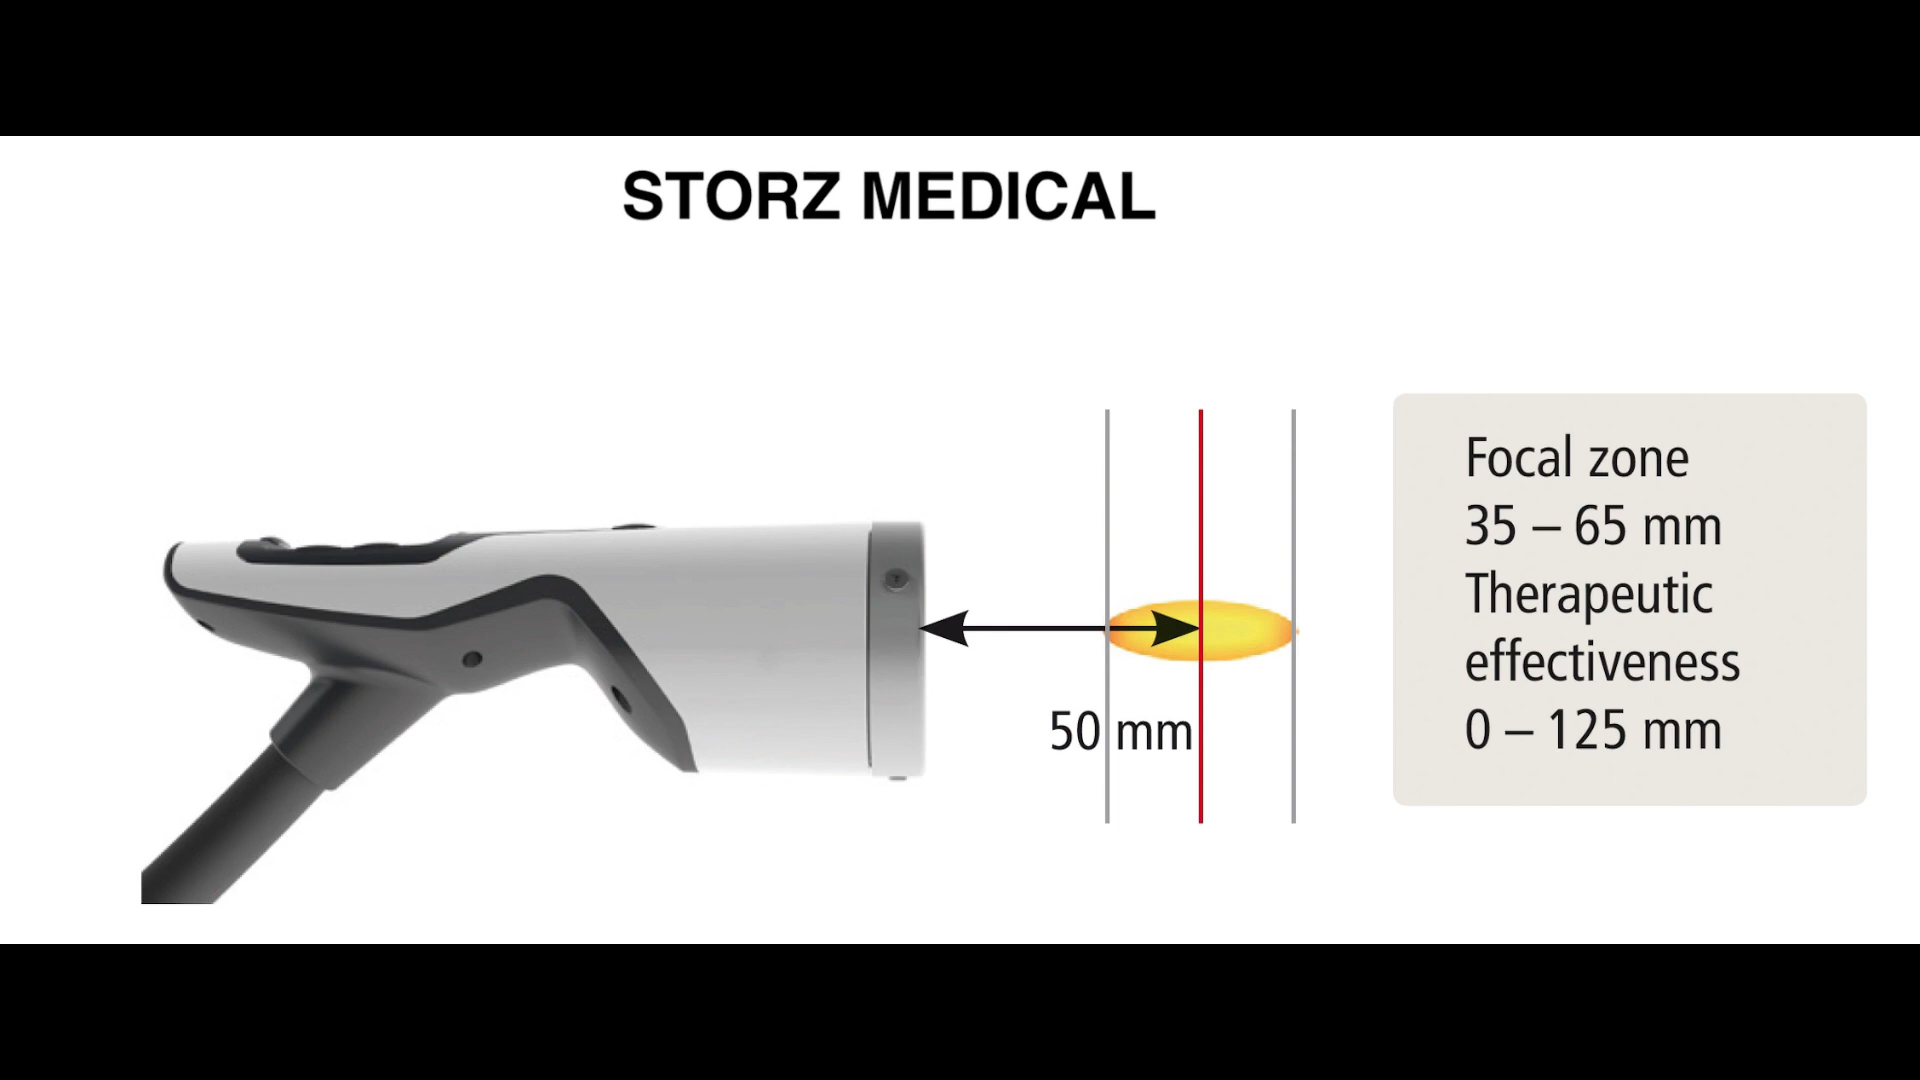 STORZ MEDICAL
Focal zone
35 – 65 mm
Therapeutic
effectiveness
0 – 125 mm
50 mm